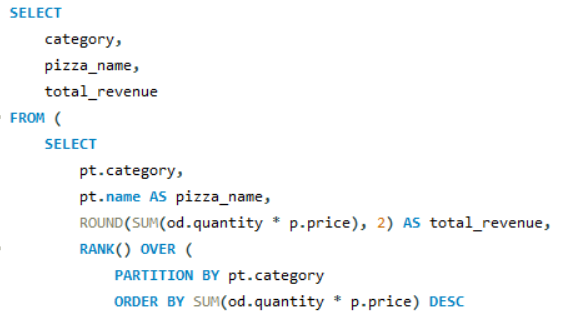 SELECT
    category,
    pizza_name,
    total_revenue
FROM (
    SELECT
        pt.category,
        pt.name AS pizza_name,
        ROUND(SUM(od.quantity * p.price), 2) AS total_revenue,
        RANK() OVER (
            PARTITION BY pt.category
            ORDER BY SUM(od.quantity * p.price) DESC